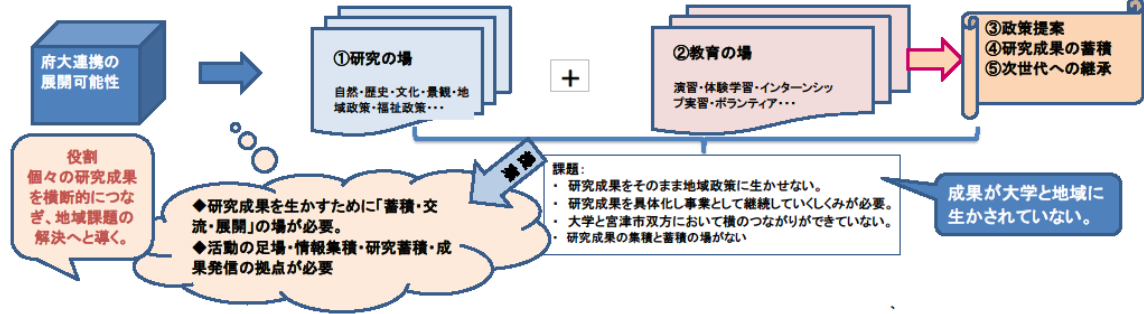 府大連携の
展開可能性
①研究の場
自然・歴史・文化・景観・地
域政策・福祉政策・・・
+
②教育の場
演習・体験学習・インターンシッ
プ実習・ボランティア・・・
③政策提案
④研究成果の蓄積
⑤次世代への継承
役割
個々の研究成果
を横断的につな
ぎ、地域課題の
解決へと導く。
◆研究成果を生かすために「蓄積・交
流・展開」の場が必要。
◆活動の足場・情報集積・研究蓄積・成
果発信の拠点が必要
課題:
・ 研究成果をそのまま地域政策に生かせない。
・ 研究成果を具体化し事業として継続していくしくみが必要。
・ 大学と宮津市双方において横のつながりができていない。
・ 研究成果の集積と蓄積の場がない
成果が大学と地域に
生かされていない。
、